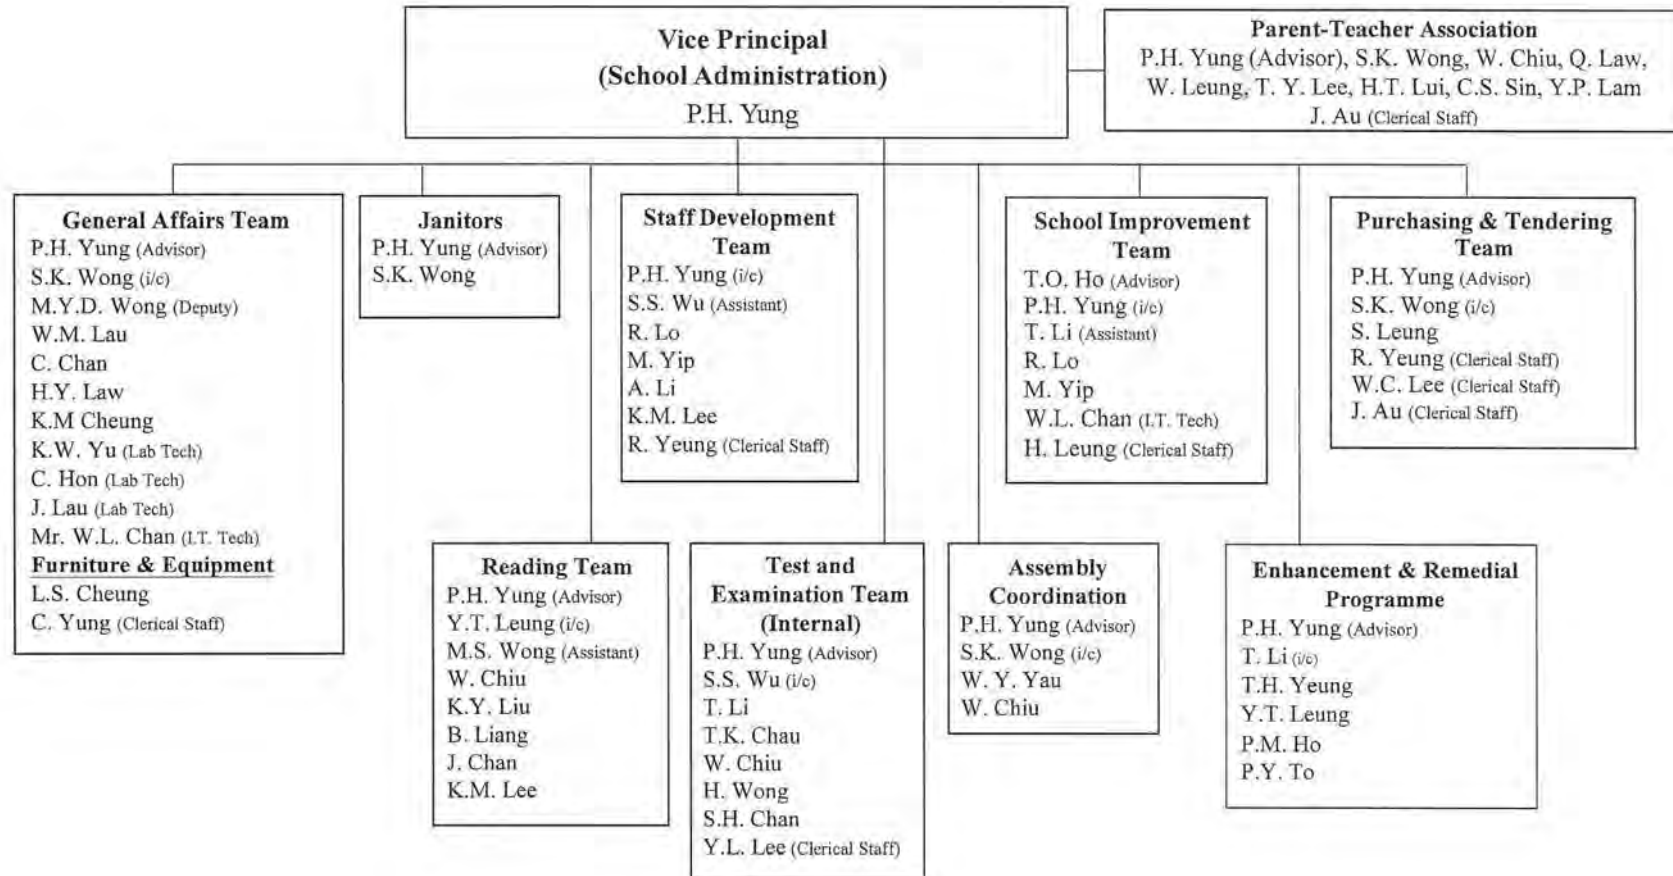 Vice Principal
(School Administration)
P.H. Yung
Parent-Teacher Association
P.H. Yung (Advisor), S.K. Wong, W. Chiu, Q. Law,
W. Leung, T. Y. Lee, H.T. Lui, C.S. Sin, Y.P. Lam
J. Au (Clerical Staff)
General Affairs Team
P.H. Yung (Advisor)
S.K. Wong (i/c)
M.Y.D. Wong (Deputy)
W.M. Lau
C. Chan
H.Y. Law
K.M Cheung
K.W. Yu (Lab Tech)
C. Hon (Lab Tech)
J. Lau (Lab Tech)
Mr. W.L. Chan (I.T. Tech)
Furniture & Equipment
L.S. Cheung
C. Yung (Clerical Staff)
Janitors
P.H. Yung (Advisor)
S.K. Wong
Staff Development
Team
P.H. Yung (i/c)
S.S. Wu (Assistant)
R. Lo
M. Yip
A. Li
K.M. Lee
R. Yeung (Clerical Staff)
School Improvement
Team
T.O. Ho (Advisor)
P.H. Yung (i/c)
T. Li (Assistant)
R. Lo
M. Yip
W.L. Chan (I.T. Tech)
H. Leung (Clerical Staff)
Purchasing & Tendering
Team
P.H. Yung (Advisor)
S.K. Wong (i/c)
S. Leung
R. Yeung (Clerical Staff)
W.C. Lee (Clerical Staff)
J. Au (Clerical Staff)
Reading Team
P.H. Yung (Advisor)
Y.T. Leung (i/c)
M.S. Wong (Assistant)
W. Chiu
K.Y. Liu
B. Liang
J. Chan
K.M. Lee
Test and
Examination Team
(Internal)
P.H. Yung (Advisor)
S.S. Wu (i/c)
T. Li
T.K. Chau
W. Chiu
H. Wong
S.H. Chan
Y.L. Lee (Clerical Staff)
Assembly
Coordination
P.H. Yung (Advisor)
S.K. Wong (i/c)
W. Y. Yau
W. Chiu
Enhancement & Remedial
Programme
P.H. Yung (Advisor)
T. Li (i/c)
T.H. Yeung
Y.T. Leung
P.M. Ho
P.Y. To